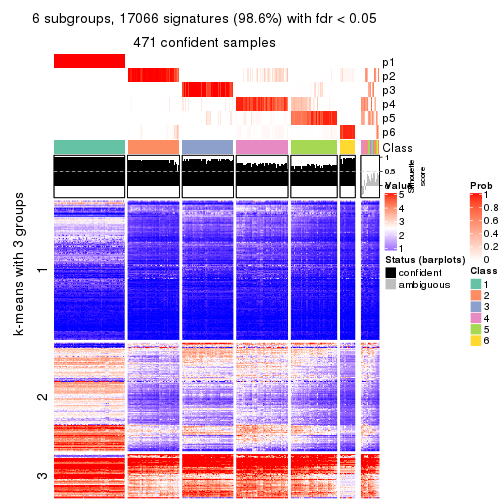 6 subgroups, 17066 signatures (98.6%) with fdr < 0.05
471 confident samples
p1
p2
p3
p4
p5
p6
Class
1
0.5
0
Silhouette
score
k-means with 3 groups
1
2
3
Value
5
4
3
2
1
Status (barplots)
confident
ambiguous
Prob
1
0.8
0.6
0.4
0.2
0
Class
1
2
3
4
5
6